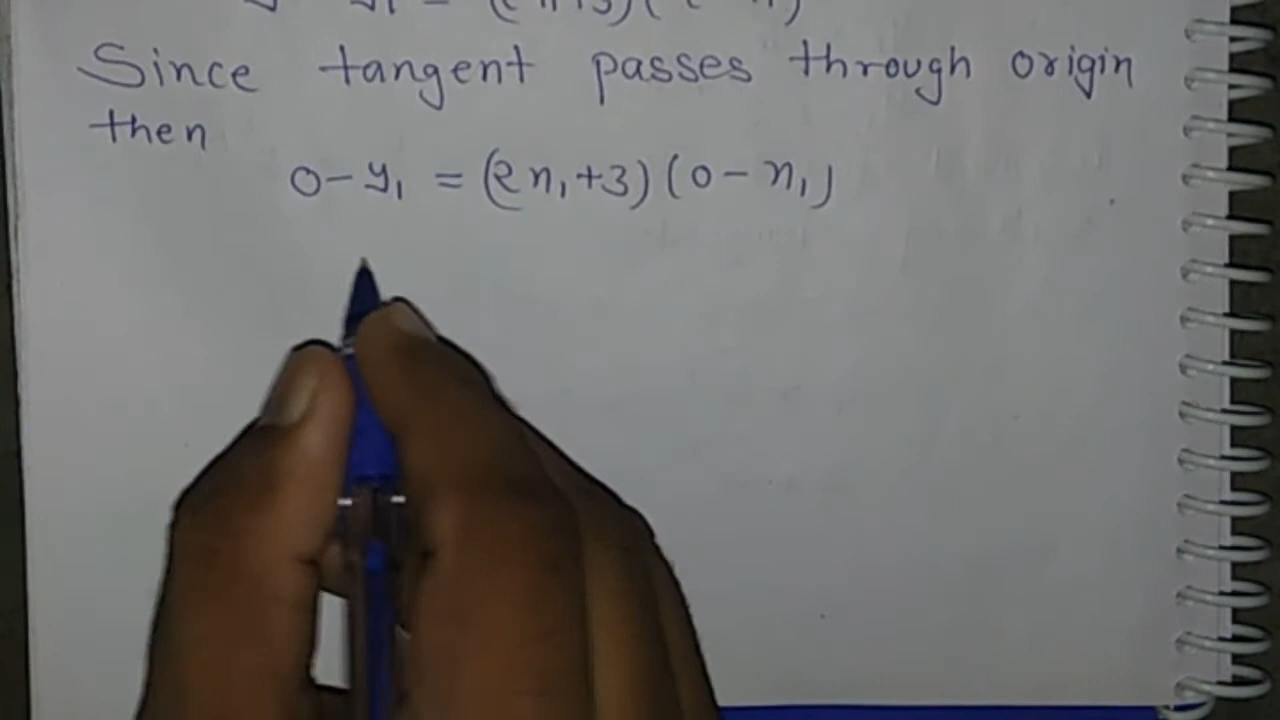 Since tangent passes through origin
then
0-y₁ = (2x₁+3)(0-x₁)